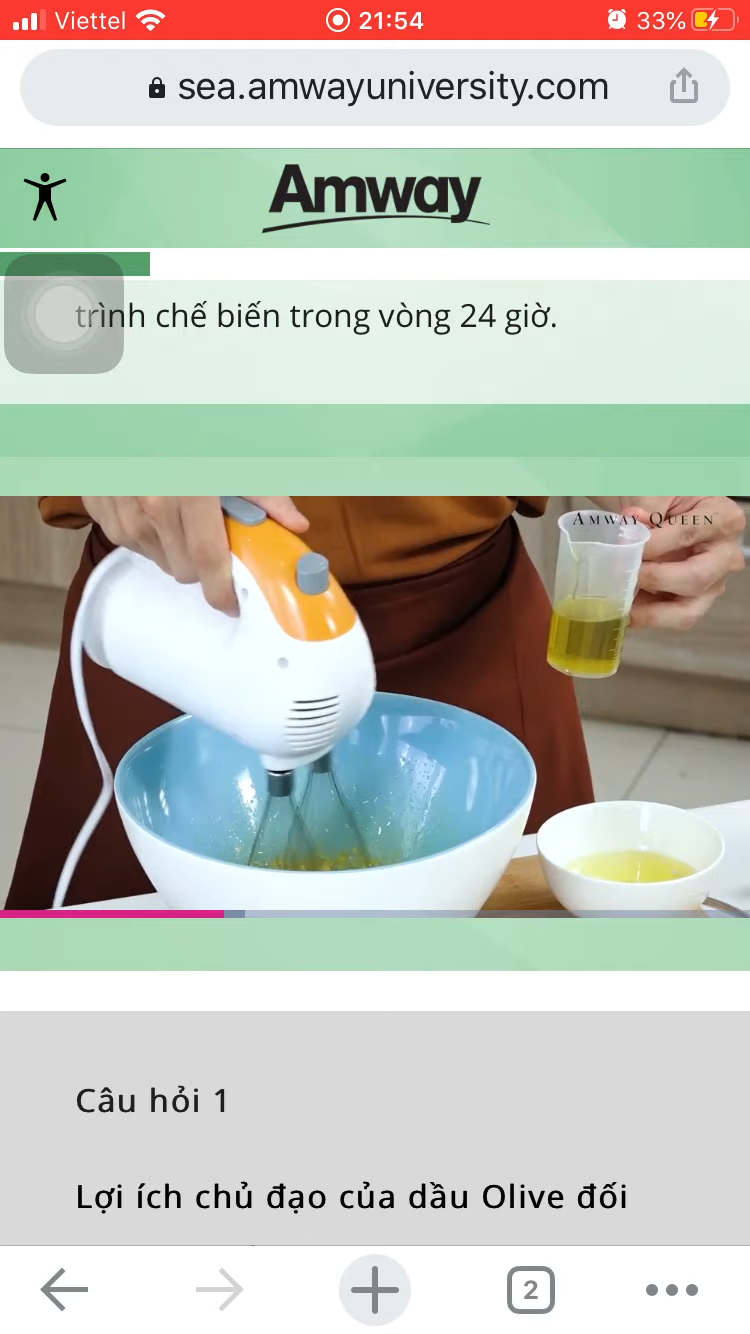 Viettel 21:54 33%
sea.amwayuniversity.com
Amway
trình chế biến trong vòng 24 giờ.
AMWAY QUEEN™
Câu hỏi 1
Lợi ích chủ đạo của dầu Olive đối
2